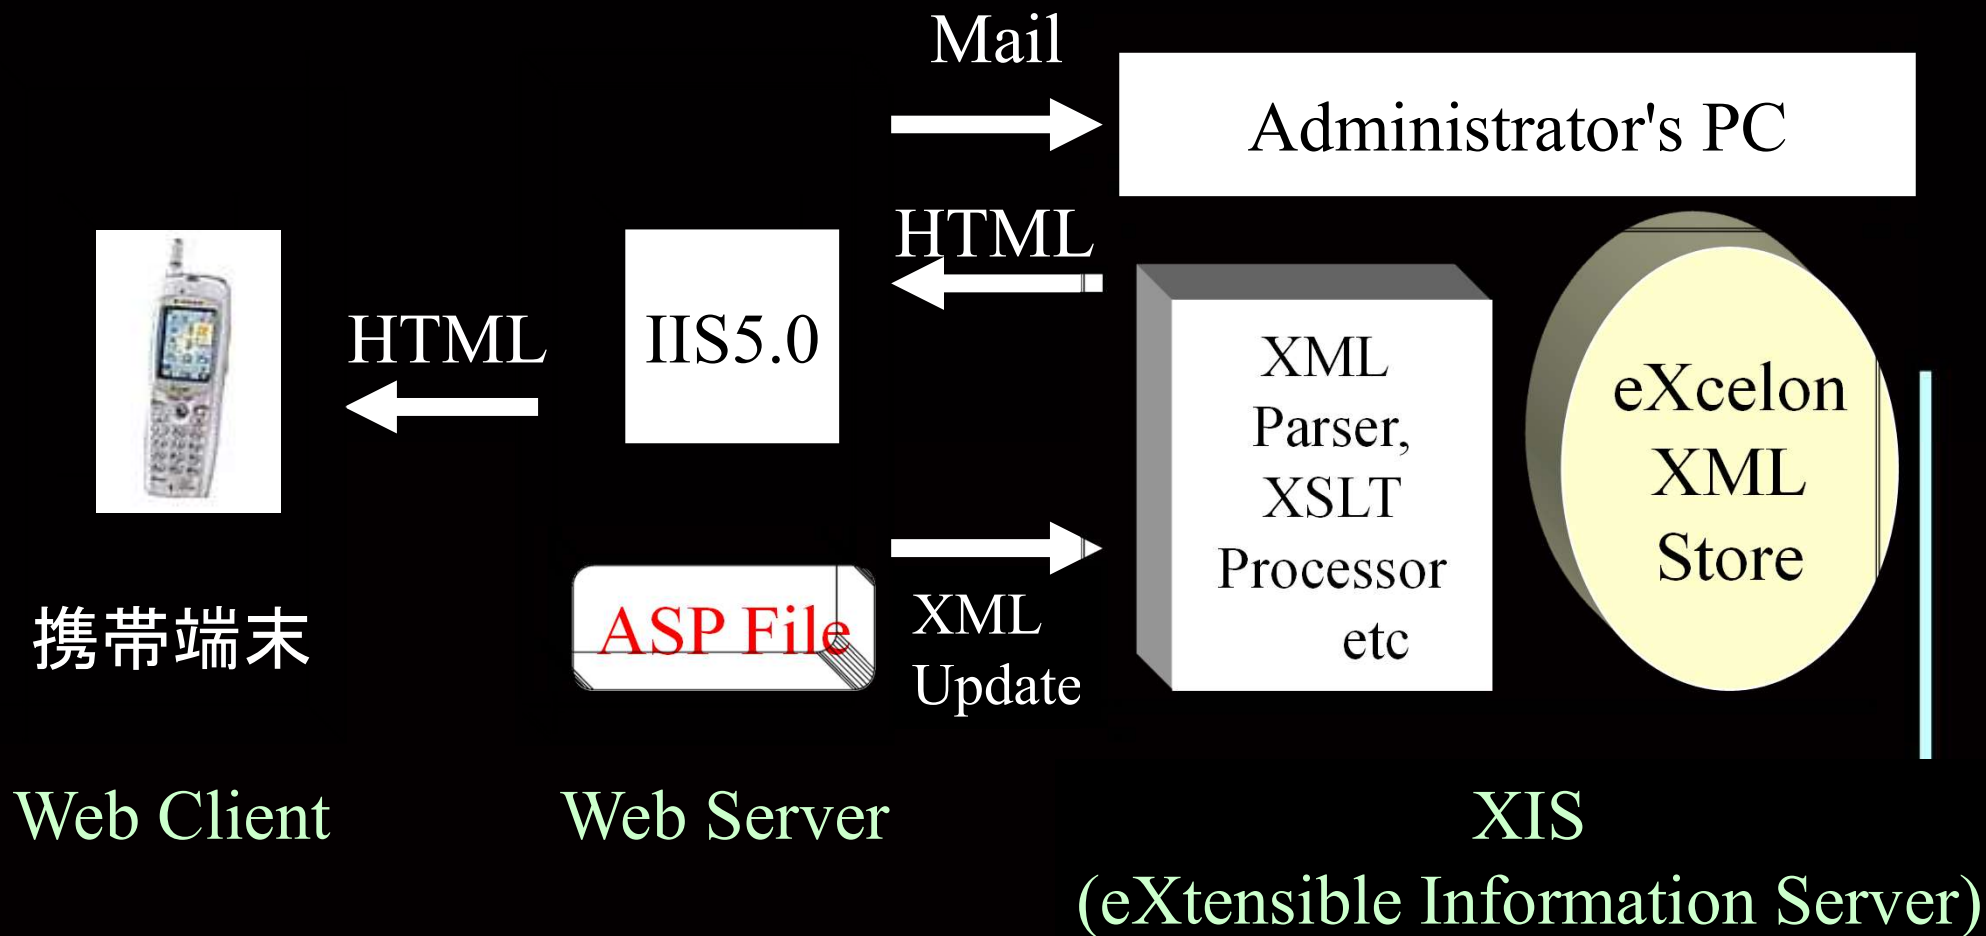 Mail
Administrator's PC
HTML
HTML
IIS5.0
XML
Parser,
XSLT
Processor
etc
eXcelon
XML
Store
携帯端末
ASP File
XML
Update
Web Client
Web Server
XIS
(eXtensible Information Server)